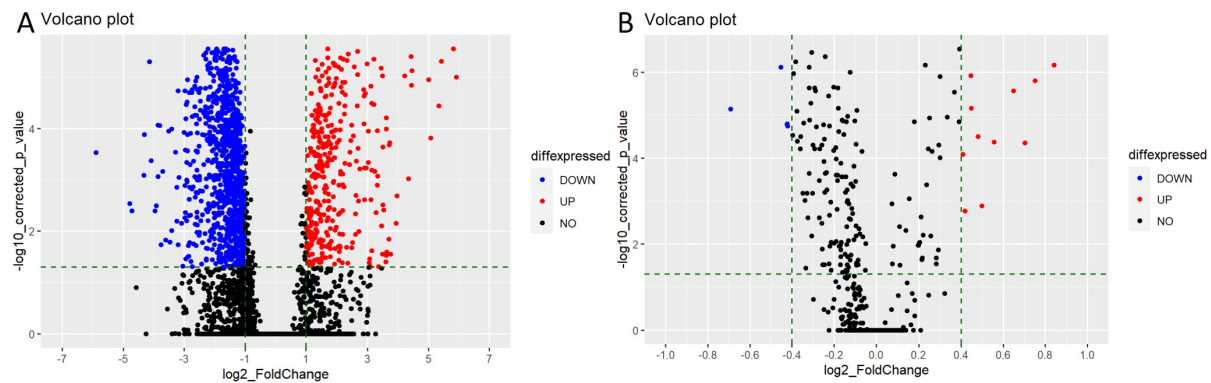 A Volcano plot
-log10_corrected_p_value
4
2
0
-7 -5 -3 -1 1 3 5 7
log2_FoldChange
diffexpressed
DOWN
UP
NO
B Volcano plot
-log10_corrected_p_value
6
4
2
0
-1.0 -0.8 -0.6 -0.4 -0.2 0.0 0.2 0.4 0.6 0.8 1.0
log2_FoldChange
diffexpressed
DOWN
UP
NO